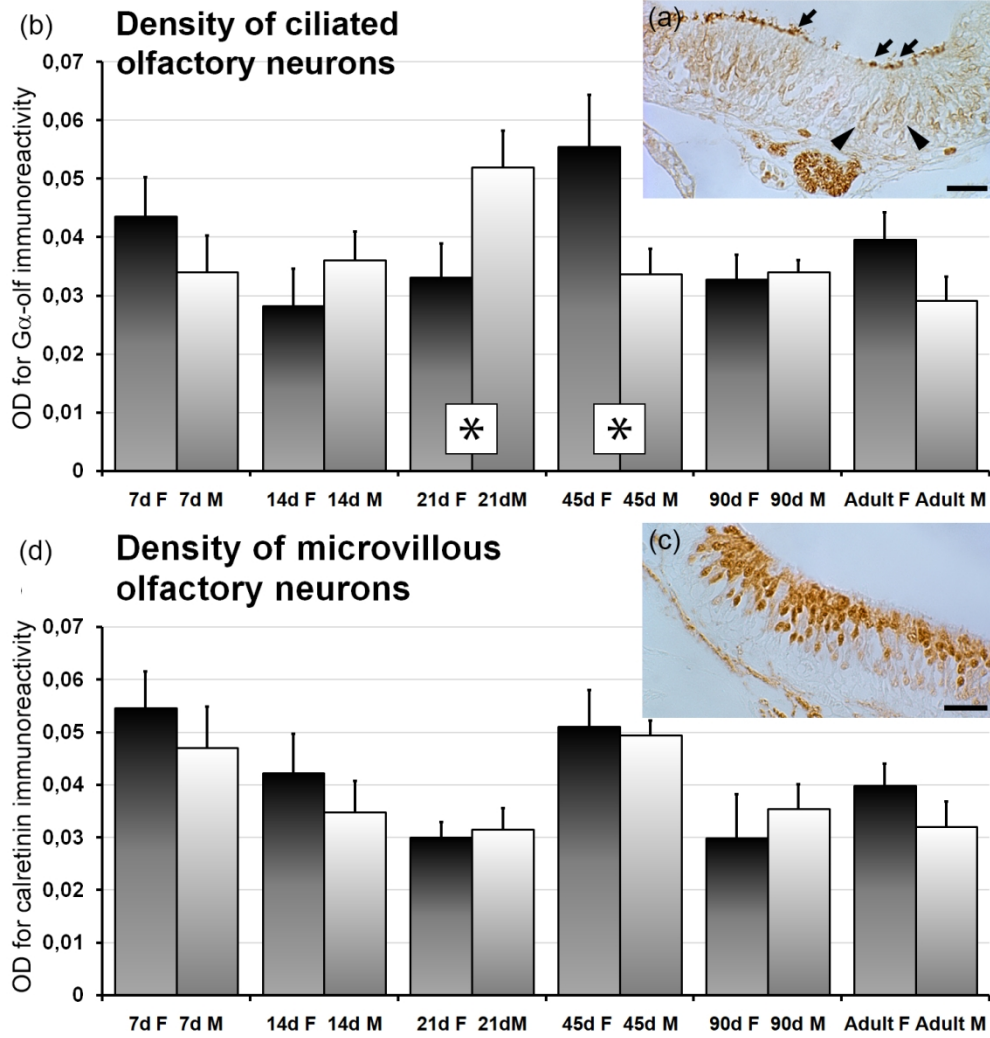 (b)
Density of ciliated
olfactory neurons
(a)
OD for Gα-olf immunoreactivity
0,07
0,06
0,05
0,04
0,03
0,02
0,01
0
*
*
7d F 7d M 14d F 14d M 21d F 21dM 45d F 45d M 90d F 90d M Adult F Adult M
(d)
Density of microvillous
olfactory neurons
(c)
OD for calretinin immunoreactivity
0,07
0,06
0,05
0,04
0,03
0,02
0,01
0
7d F 7d M 14d F 14d M 21d F 21dM 45d F 45d M 90d F 90d M Adult F Adult M